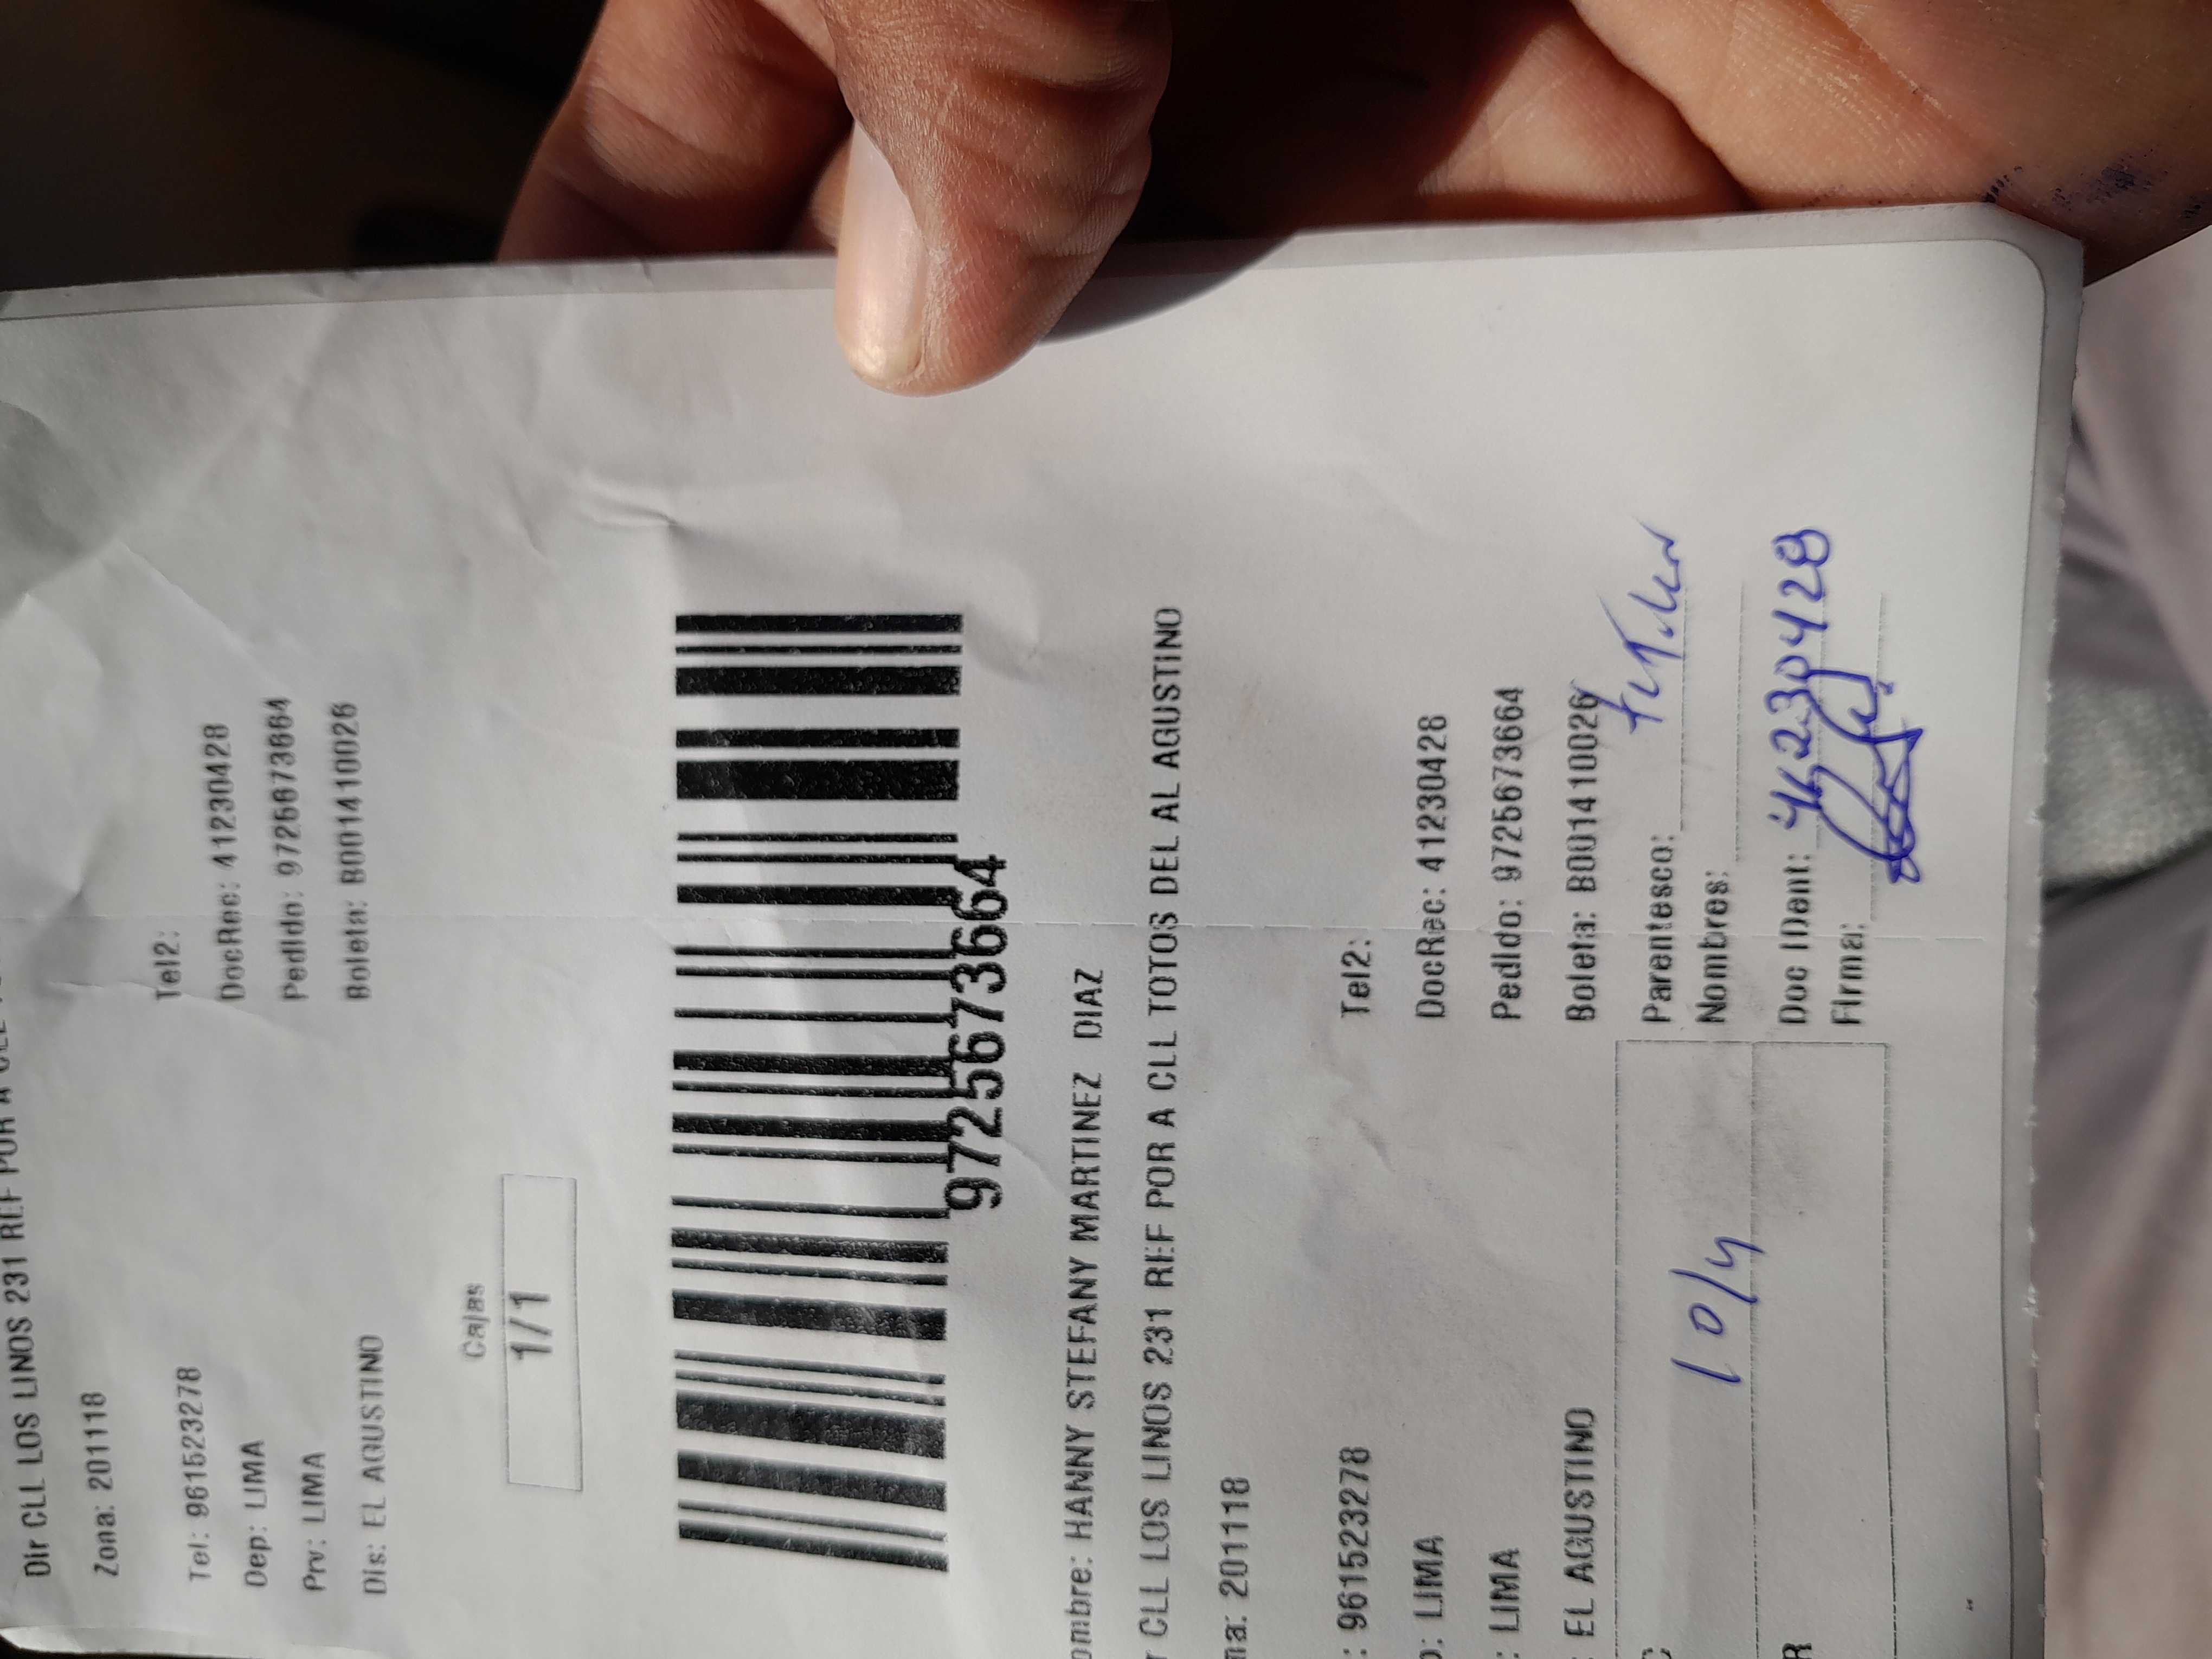 Dir CLL LOS LINOS 231 REF POR A CLL
Zona: 201118
Tel: 961523278 Tel2:
Dep: LIMA DocRec: 41230428
Prv: LIMA Pedido: 9725673664
Dis: EL AGUSTINO Boleta: B001410026
Cajas
1/1
9725673664
ombre: HANNY STEFANY MARTINEZ DIAZ
r CLL LOS LINOS 231 REF POR A CLL TOTOS DEL AL AGUSTINO
na: 201118
: 961523278 Tel2:
: LIMA DocRec: 41230428
: LIMA Pedido: 9725673664
: EL AGUSTINO Boleta: B001410026
C 10/4 Parentesco:
Nombres:
R Doc IDent: 41230428
Firma: